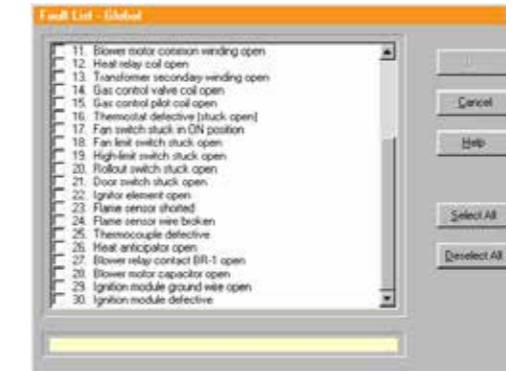 Fault List - Global
11. Blower motor common winding open
12. Heat relay coil open
13. Transformer secondary winding open
14. Gas control valve coil open
15. Gas control pilot coil open
16. Thermostat defective (stuck open)
17. Fan switch stuck in ON position
18. Fan limit switch stuck open
19. High-limit switch stuck open
20. Rollout switch stuck open
21. Door switch stuck open
22. Ignitor element open
23. Flame sensor shorted
24. Flame sensor wire broken
25. Thermocouple defective
26. Heat anticipator open
27. Blower relay contact BR-1 open
28. Blower motor capacitor open
29. Ignition module ground wire open
30. Ignition module defective
Cancel
Help
Select All
Deselect All